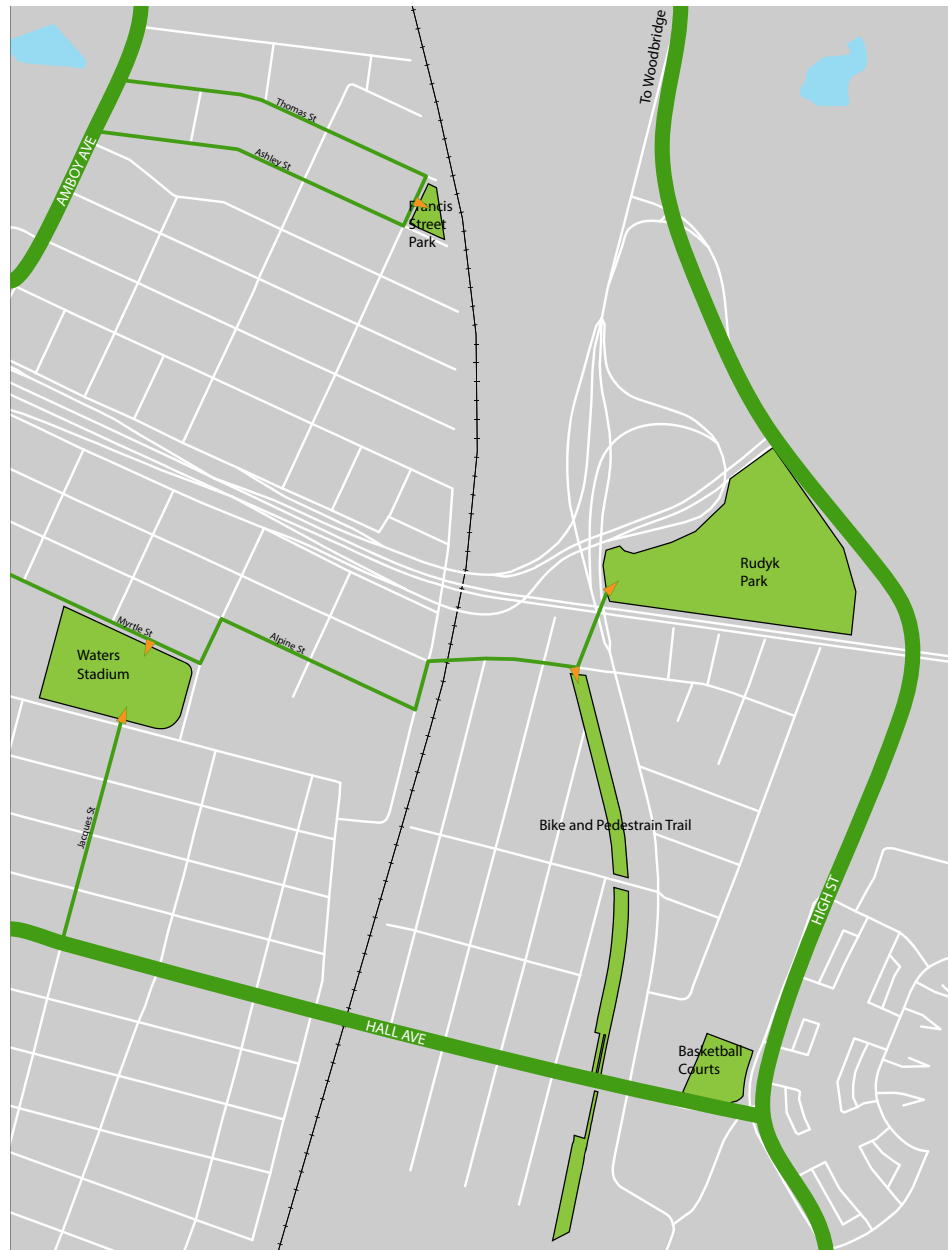 To Woodbridge
Thomas St
AMBOY AVE
Ashley St
Francis
Street
Park
Rudyk
Park
Myrtle St
Alpine St
Waters
Stadium
Jacques St
Bike and Pedestrain Trail
HIGH ST
HALL AVE
Basketball
Courts